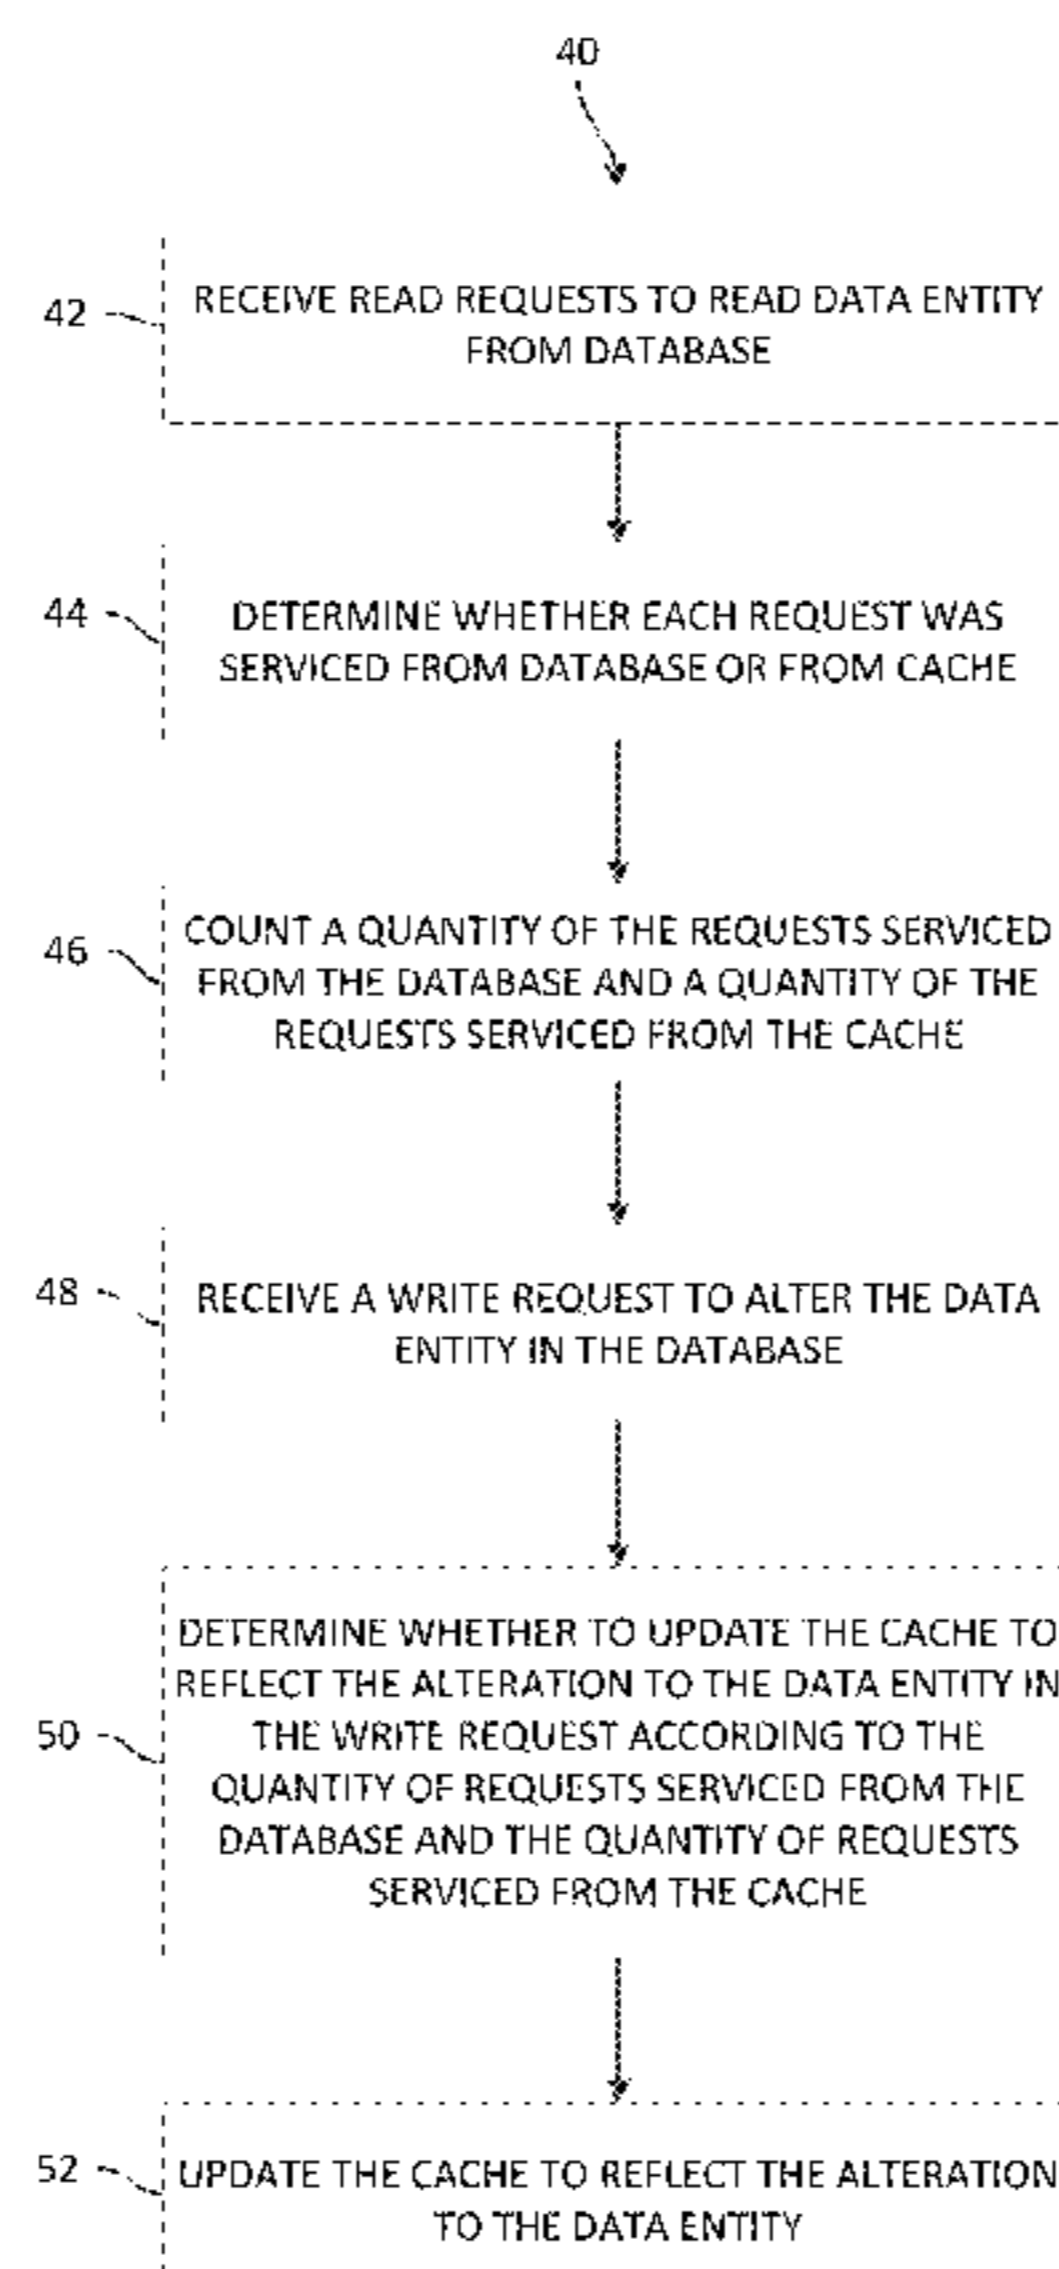 40
42
RECEIVE READ REQUESTS TO READ DATA ENTITY
FROM DATABASE
44
DETERMINE WHETHER EACH REQUEST WAS
SERVICED FROM DATABASE OR FROM CACHE
46
COUNT A QUANTITY OF THE REQUESTS SERVICED
FROM THE DATABASE AND A QUANTITY OF THE
REQUESTS SERVICED FROM THE CACHE
48
RECEIVE A WRITE REQUEST TO ALTER THE DATA
ENTITY IN THE DATABASE
50
DETERMINE WHETHER TO UPDATE THE CACHE TO
REFLECT THE ALTERATION TO THE DATA ENTITY IN
THE WRITE REQUEST ACCORDING TO THE
QUANTITY OF REQUESTS SERVICED FROM THE
DATABASE AND THE QUANTITY OF REQUESTS
SERVICED FROM THE CACHE
52
UPDATE THE CACHE TO REFLECT THE ALTERATION
TO THE DATA ENTITY